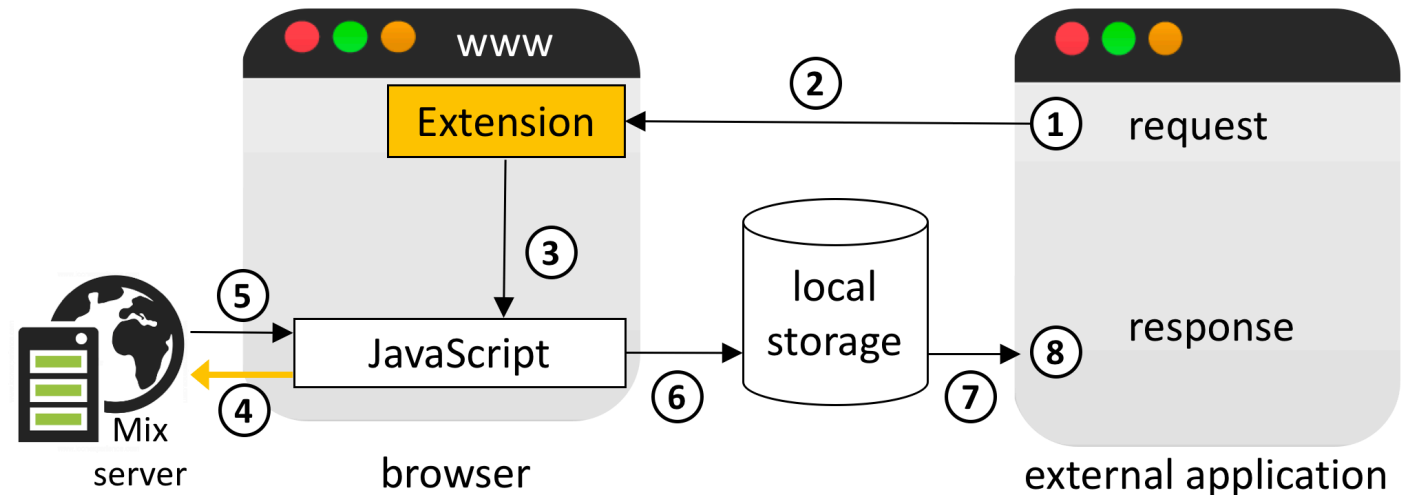 www
2
Extension
1
request
3
local
storage
5
response
JavaScript
8
4
6
7
Mix
server
browser
external application